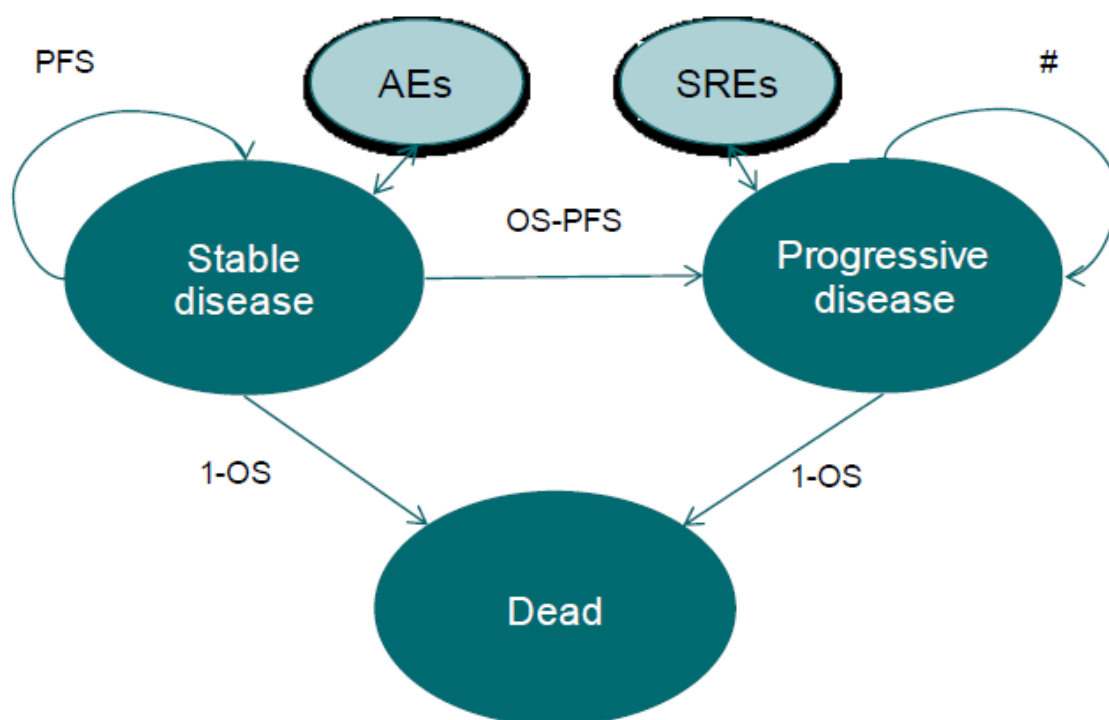 PFS
AEs
SREs
#
OS-PFS
Stable
disease
Progressive
disease
1-OS
1-OS
Dead